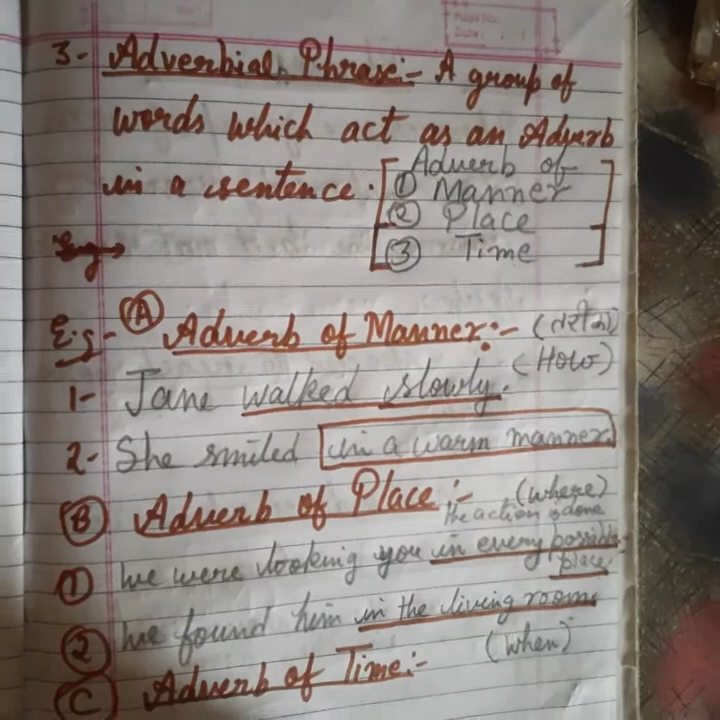 3- Adverbial Phrase:- A group of
words which act as an Adverb
in a sentence.
Adverb of
① Manner
② Place
③ Time
E.g- Ⓐ Adverb of Manner:-
(How)
1- Jane walked slowly.
2- She smiled in a warm manner.
Ⓑ Adverb of Place:- (where)
the action is done
① We were looking you in every possible
place.
② We found him in the living room
(when)
Ⓒ Adverb of Time:-